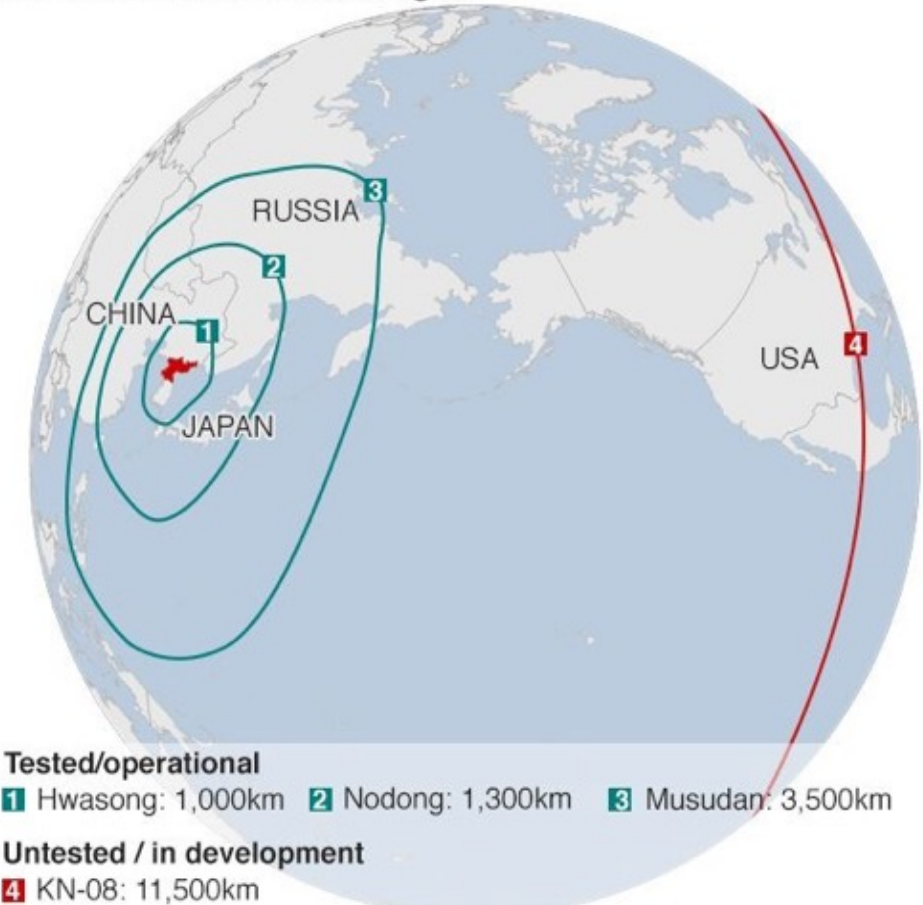 3
RUSSIA
2
CHINA
1
4
USA
JAPAN
Tested/operational
1 Hwasong: 1,000km 2 Nodong: 1,300km 3 Musudan: 3,500km
Untested / in development
4 KN-08: 11,500km